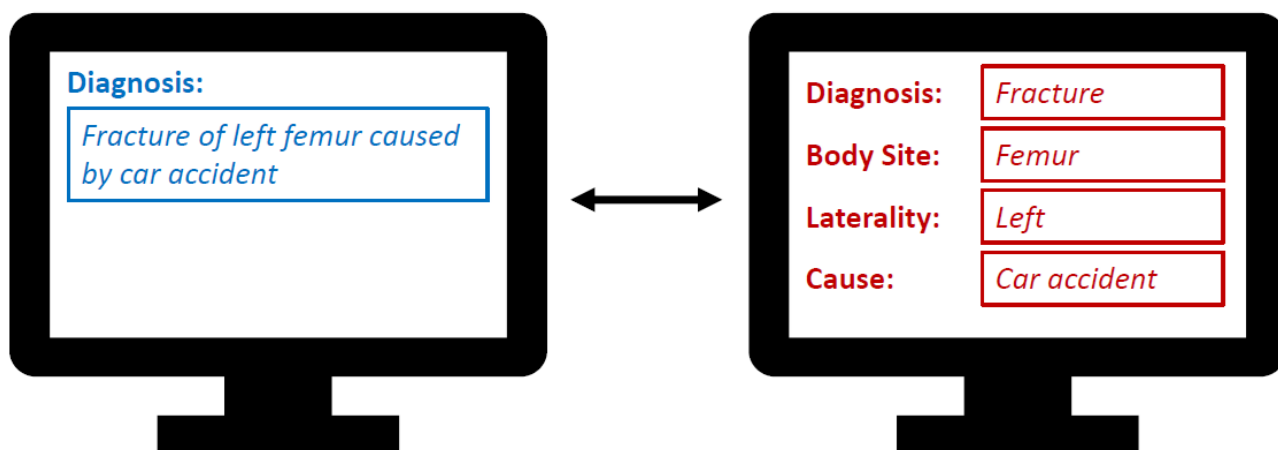 Diagnosis:
Fracture of left femur caused
by car accident
Diagnosis: Fracture
Body Site: Femur
Laterality: Left
Cause: Car accident